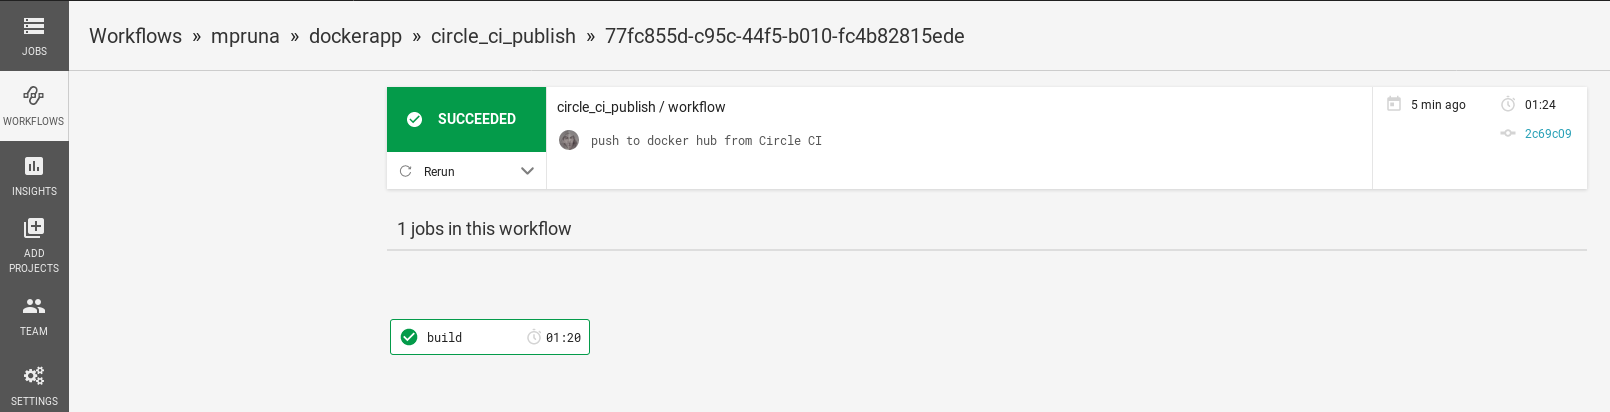 Workflows » mpruna » dockerapp » circle_ci_publish » 77fc855d-c95c-44f5-b010-fc4b82815ede
JOBS
WORKFLOWS
INSIGHTS
ADD
PROJECTS
TEAM
SETTINGS
SUCCEEDED
Rerun
circle_ci_publish / workflow
push to docker hub from Circle CI
5 min ago
01:24
2c69c09
1 jobs in this workflow
build
01:20